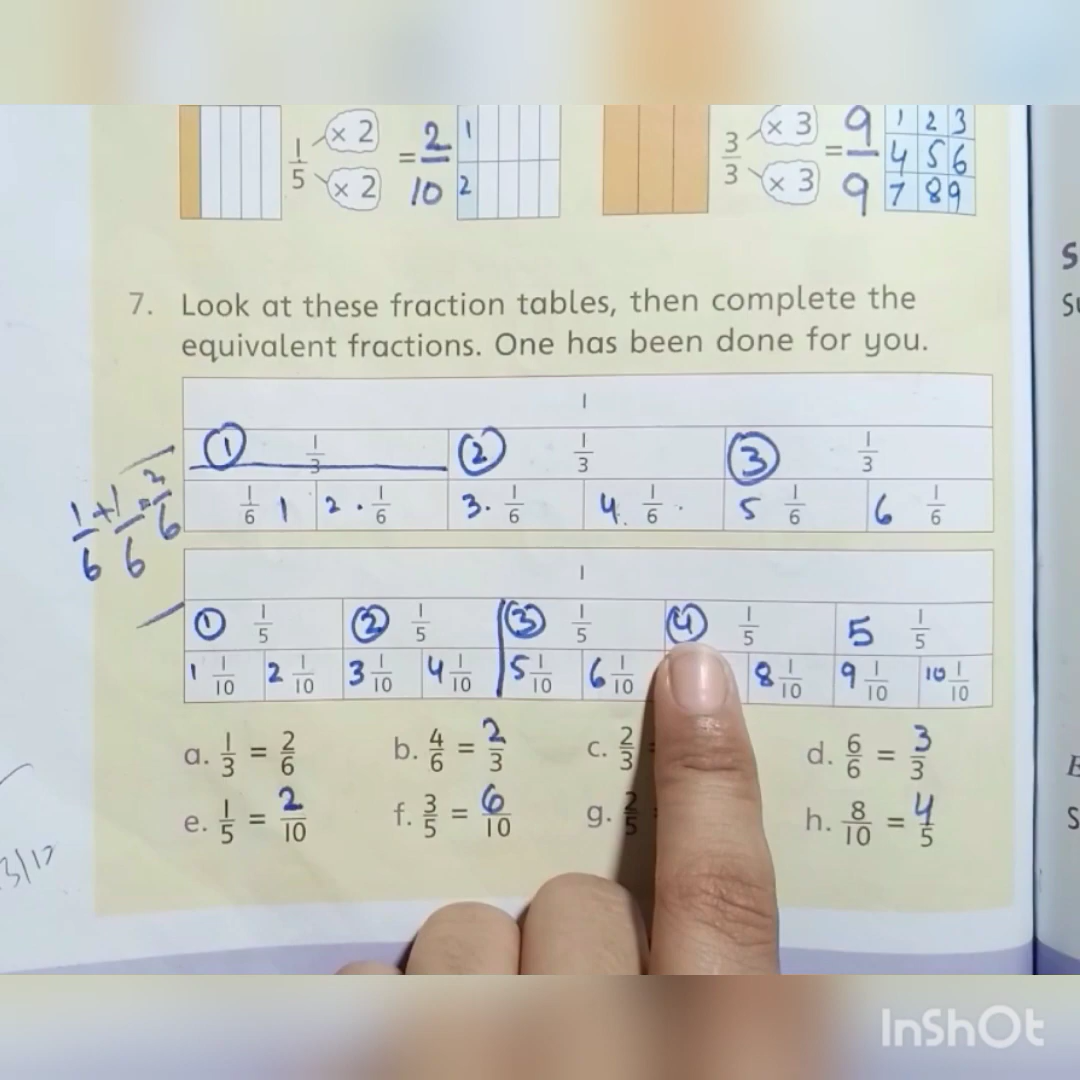 1/5 × 2 × 2 = 2/10 1 2
3/3 × 3 × 3 = 9/9 1 2 3 4 5 6 7 8 9
7. Look at these fraction tables, then complete the
equivalent fractions. One has been done for you.
1
① 1/3 ② 1/3 ③ 1/3
1/6 1 2 . 1/6 3. 1/6 4. 1/6 . 5 1/6 6 1/6
1/6 + 1/6 =
1
① 1/5 ② 1/5 ③ 1/5 ④ 1/5 5 1/5
1 1/10 2 1/10 3 1/10 4 1/10 5 1/10 6 1/10 8 1/10 9 1/10 10 1/10
a. 1/3 = 2/6 b. 4/6 = 2/3 c. 2/3 = d. 6/6 = 3/3
e. 1/5 = 2/10 f. 3/5 = 6/10 g. 2/5 h. 8/10 = 4/5
3/12
S
E
S
InShOt